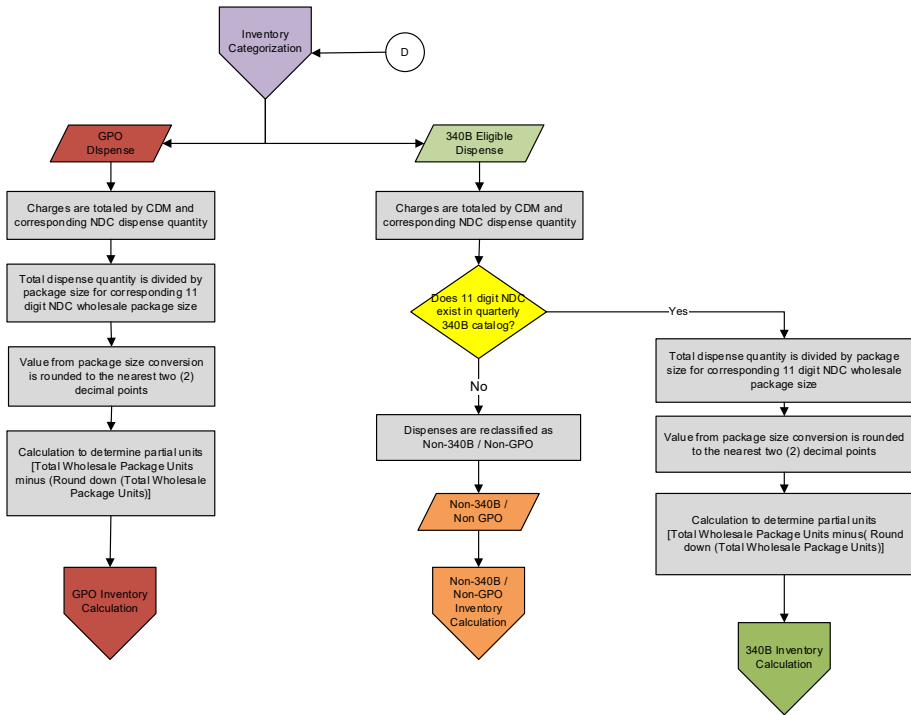 Inventory
Categorization
D
GPO
DIspense
340B Eligible
Dispense
Charges are totaled by CDM and
corresponding NDC dispense quantity
Charges are totaled by CDM and
corresponding NDC dispense quantity
Total dispense quantity is divided by
package size for corresponding 11
digit NDC wholesale package size
Does 11 digit NDC
exist in quarterly
340B catalog?
Yes
No
Value from package size conversion
is rounded to the nearest two (2)
decimal points
Total dispense quantity is divided by package
size for corresponding 11 digit NDC wholesale
package size
Dispenses are reclassified as
Non-340B / Non-GPO
Value from package size conversion is rounded
to the nearest two (2) decimal points
Calculation to determine partial units
[Total Wholesale Package Units
minus (Round down (Total Wholesale
Package Units)]
Non-340B /
Non GPO
Calculation to determine partial units
[Total Wholesale Package Units minus( Round
down (Total Wholesale Package Units)]
GPO Inventory
Calculation
Non-340B /
Non-GPO
Inventory
Calculation
340B Inventory
Calculation